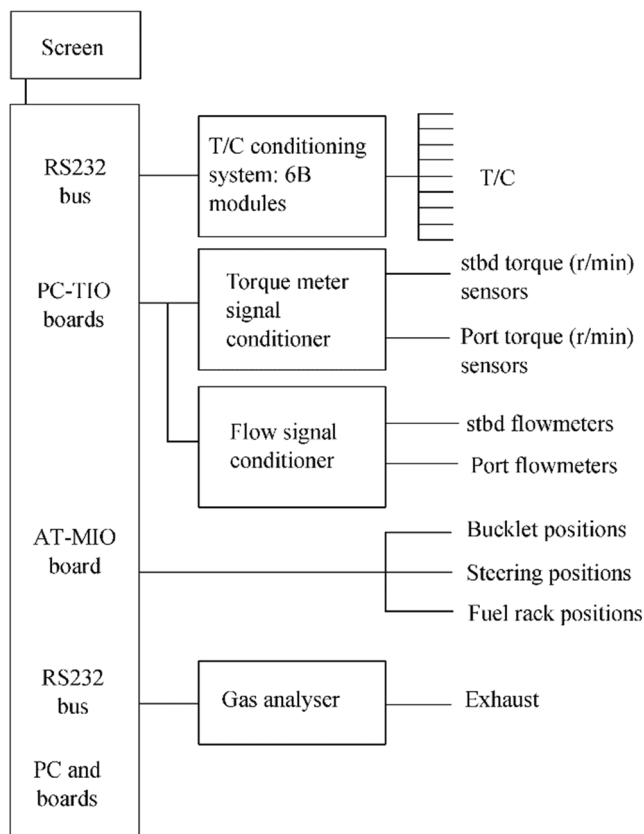 Screen
RS232
bus
T/C conditioning
system: 6B
modules
T/C
PC-TIO
boards
Torque meter
signal
conditioner
stbd torque (r/min)
sensors
Port torque (r/min)
sensors
Flow signal
conditioner
stbd flowmeters
Port flowmeters
AT-MIO
board
Bucklet positions
Steering positions
Fuel rack positions
RS232
bus
Gas analyser
Exhaust
PC and
boards